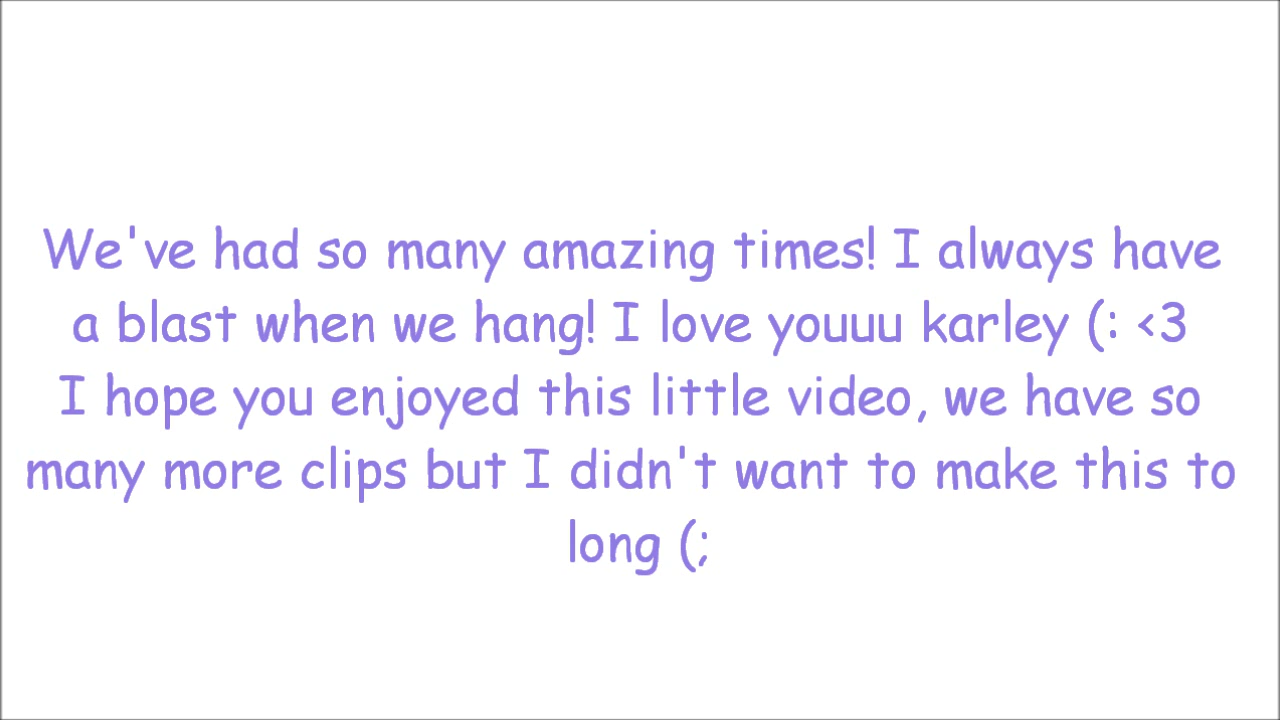 We've had so many amazing times! I always have
a blast when we hang! I love youuu karley (: <3
I hope you enjoyed this little video, we have so
many more clips but I didn't want to make this to
long (;